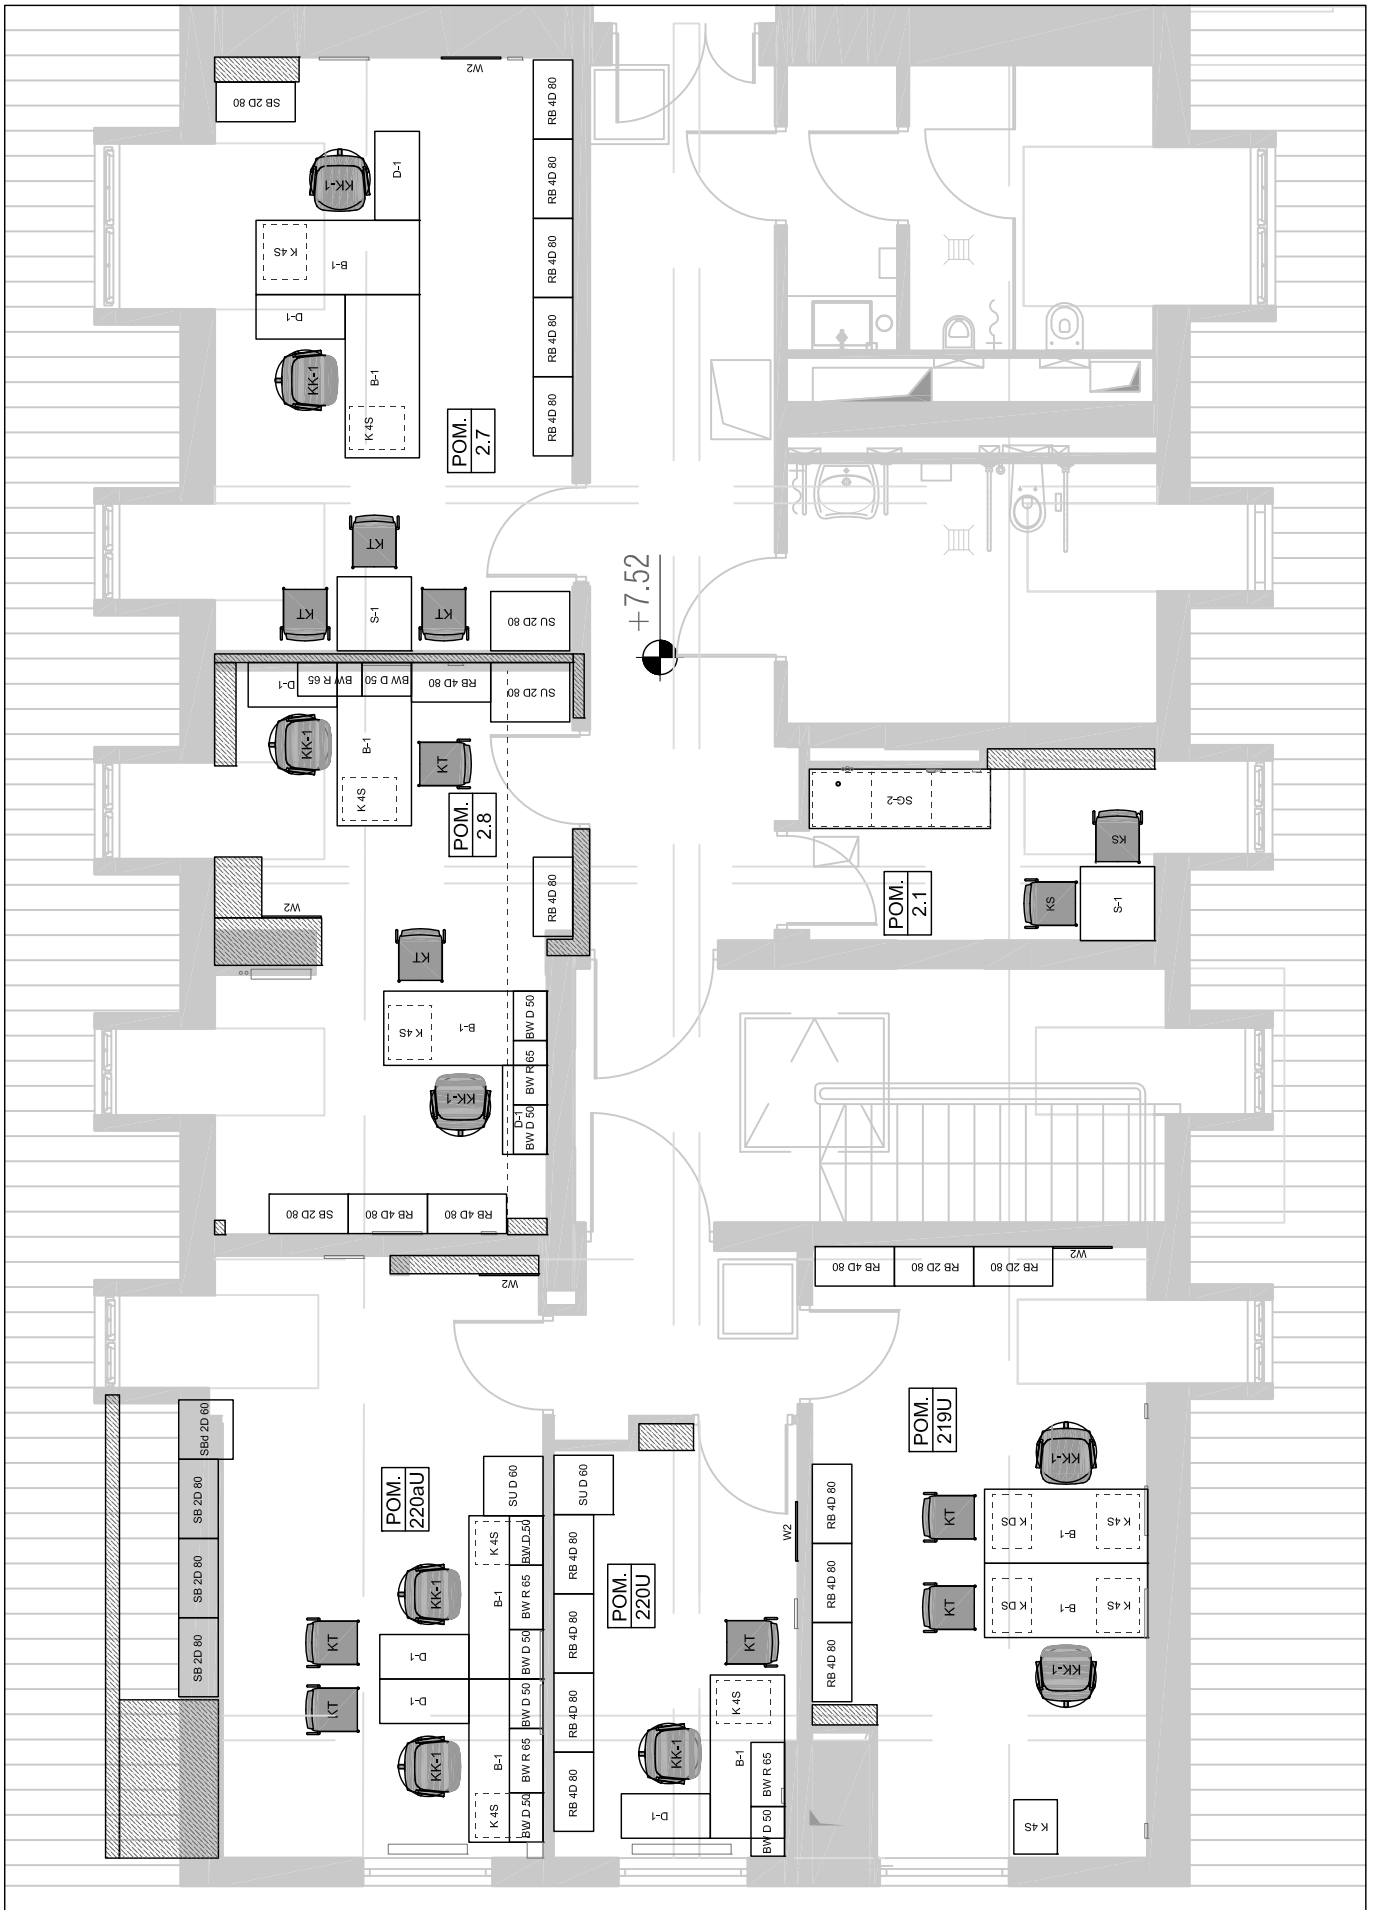 W2
SB 2D 80
RB 4D 80
RB 4D 80
RB 4D 80
RB 4D 80
RB 4D 80
D-1
KK-1
K 4S
B-1
D-1
KK-1
B-1
K 4S
POM.
2.7
KT
KT
KT
S-1
SU 2D 80
+7.52
D-1
BW R 65
BW D 50
RB 4D 80
SU 2D 80
KK-1
B-1
K 4S
KT
POM.
2.8
RB 4D 80
W2
KT
K 4S
B-1
BW D 50
BW R 65
D-1
BW D 50
KK-1
SB 2D 80
RB 4D 80
RB 4D 80
SG-2
KS
KS
S-1
POM.
2.1
W2
RB 4D 80
RB 2D 80
RB 2D 80
W2
SBd 2D 60
SB 2D 80
SB 2D 80
SB 2D 80
POM.
220aU
SU D 60
K 4S
BW D 50
B-1
BW R 65
BW D 50
KK-1
KT
KT
D-1
D-1
BW D 50
BW R 65
B-1
K 4S
BW D 50
KK-1
SU D 60
RB 4D 80
RB 4D 80
RB 4D 80
RB 4D 80
POM.
220U
W2
KT
K 4S
KK-1
B-1
D-1
BW R 65
BW D 50
POM.
219U
RB 4D 80
RB 4D 80
RB 4D 80
KK-1
KT
K DS
B-1
K 4S
KT
K DS
B-1
K 4S
KK-1
K 4S